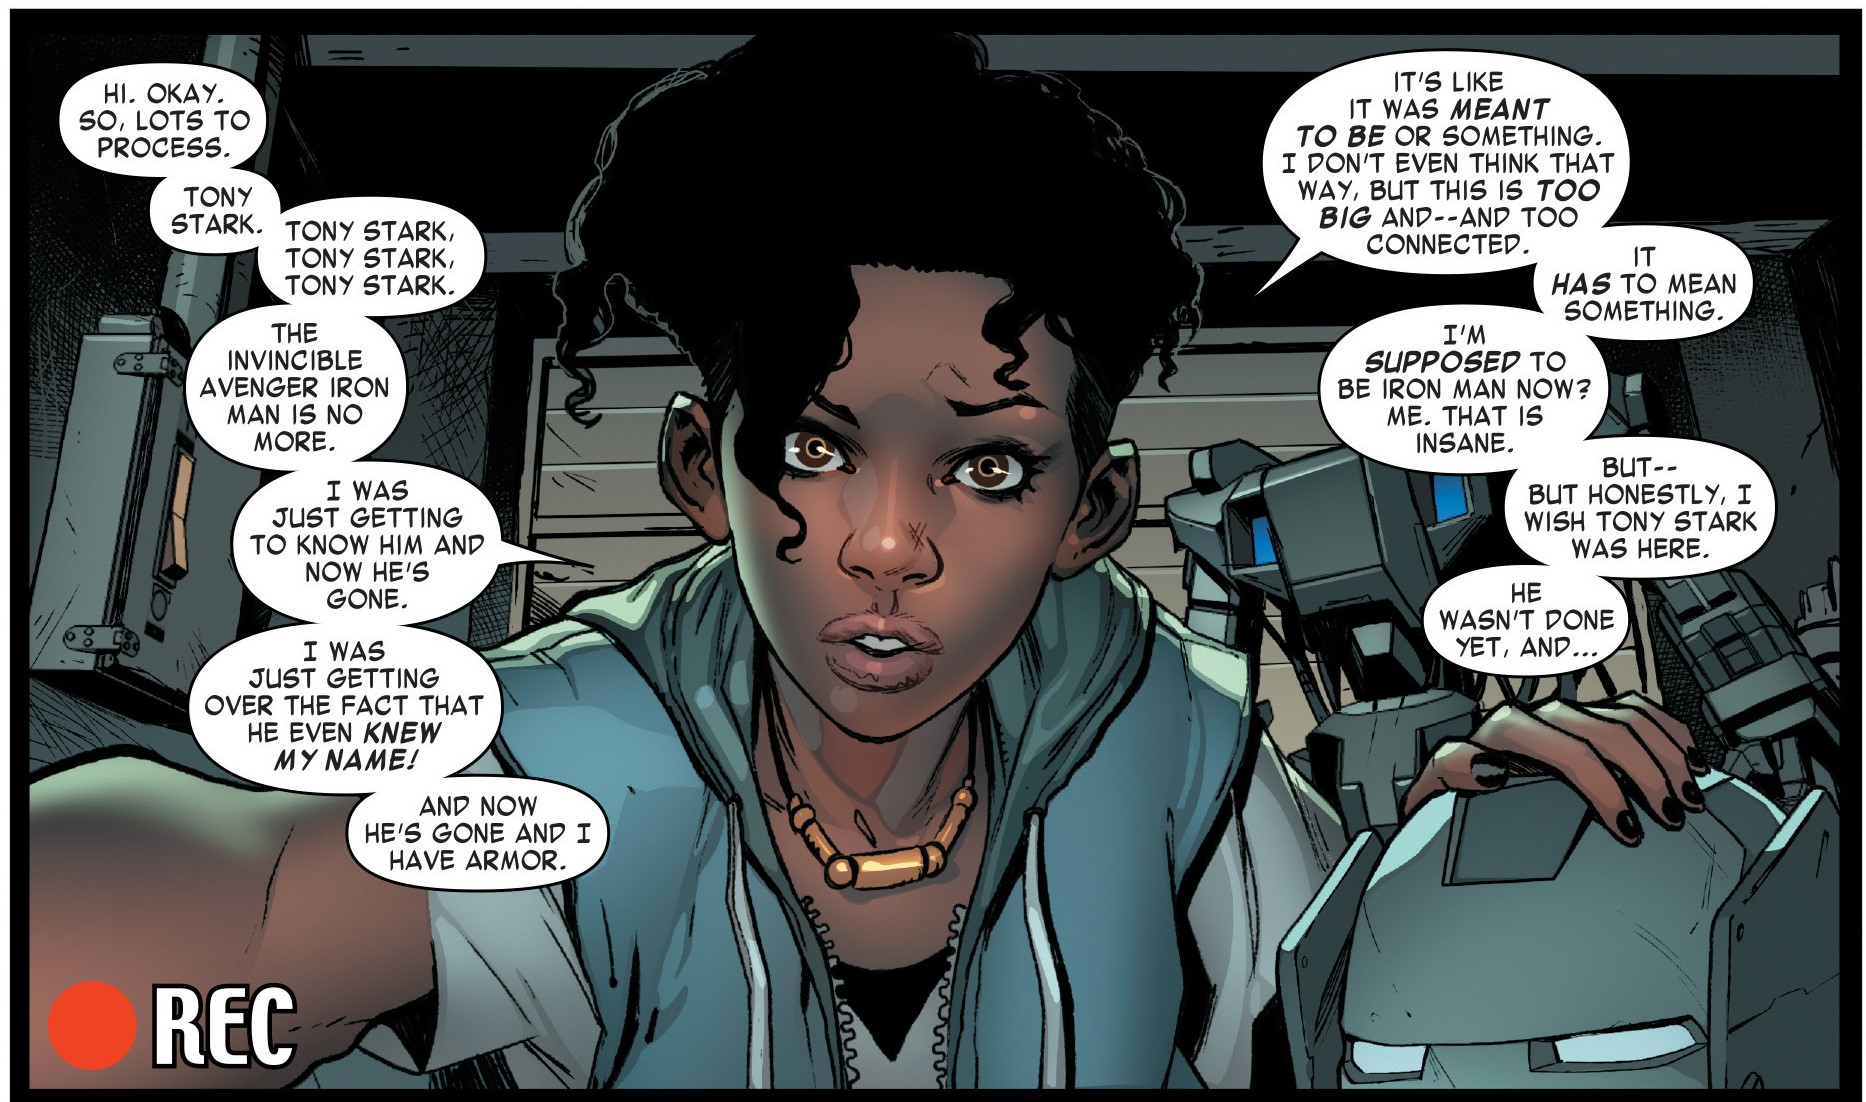 HI. OKAY.
SO, LOTS TO
PROCESS.
TONY
STARK.
TONY STARK,
TONY STARK,
TONY STARK.
THE
INVINCIBLE
AVENGER IRON
MAN IS NO
MORE.
I WAS
JUST GETTING
TO KNOW HIM AND
NOW HE'S
GONE.
I WAS
JUST GETTING
OVER THE FACT THAT
HE EVEN KNEW
MY NAME!
AND NOW
HE'S GONE AND I
HAVE ARMOR.
IT'S LIKE
IT WAS MEANT
TO BE OR SOMETHING.
I DON'T EVEN THINK THAT
WAY, BUT THIS IS TOO
BIG AND--AND TOO
CONNECTED.
IT
HAS TO MEAN
SOMETHING.
I'M
SUPPOSED TO
BE IRON MAN NOW?
ME. THAT IS
INSANE.
BUT--
BUT HONESTLY, I
WISH TONY STARK
WAS HERE.
HE
WASN'T DONE
YET, AND...
REC